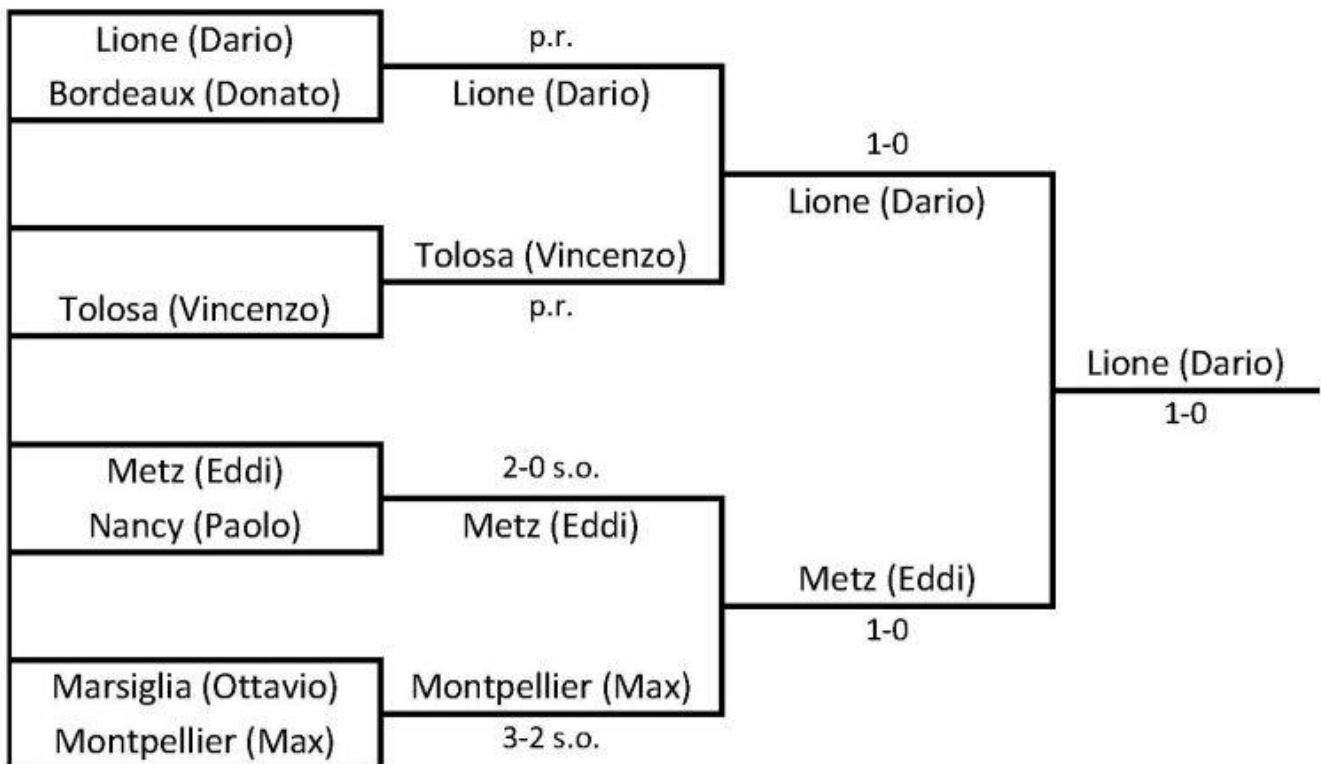 Lione (Dario)
Bordeaux (Donato)
Tolosa (Vincenzo)
Metz (Eddi)
Nancy (Paolo)
Marsiglia (Ottavio)
Montpellier (Max)
p.r.
Lione (Dario)
Tolosa (Vincenzo)
p.r.
2-0 s.o.
Metz (Eddi)
Montpellier (Max)
3-2 s.o.
1-0
Lione (Dario)
Metz (Eddi)
1-0
Lione (Dario)
1-0